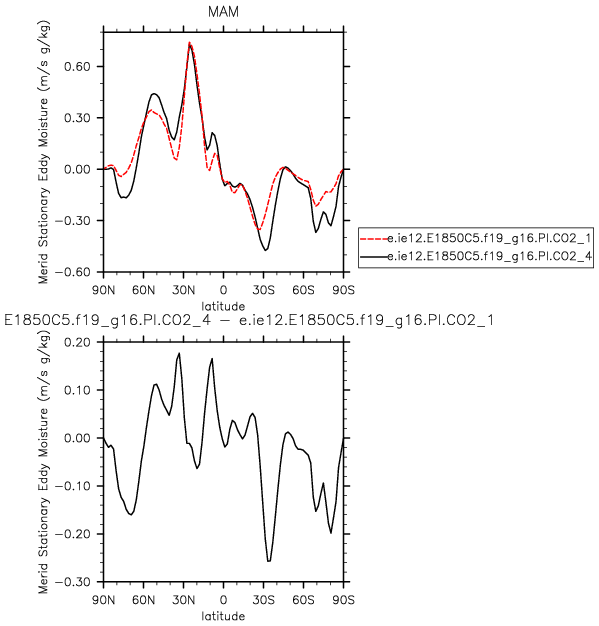 MAM
Merid Stationary Eddy Moisture (m/s g/kg)
0.60
0.30
0.00
−0.30
−0.60
90N 60N 30N 0 30S 60S 90S
latitude
e.ie12.E1850C5.f19_g16.PI.CO2_1
e.ie12.E1850C5.f19_g16.PI.CO2_4
E1850C5.f19_g16.PI.CO2_4 − e.ie12.E1850C5.f19_g16.PI.CO2_1
Merid Stationary Eddy Moisture (m/s g/kg)
0.20
0.10
0.00
−0.10
−0.20
−0.30
90N 60N 30N 0 30S 60S 90S
latitude